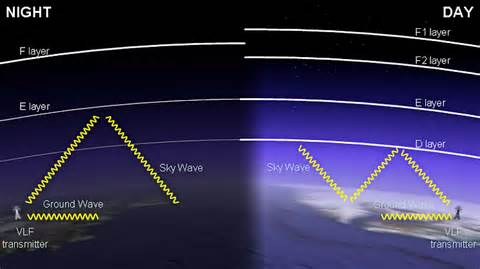 NIGHT
DAY
F1 layer
F layer
F2 layer
E layer
E layer
D layer
Sky Wave
Sky Wave
Ground Wave
Ground Wave
VLF
transmitter
VLF
transmitter